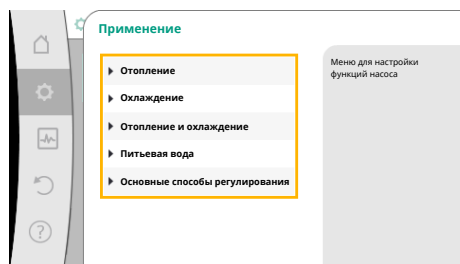 Применение
Отопление
Охлаждение
Отопление и охлаждение
Питьевая вода
Основные способы регулирования
Меню для настройки
функций насоса
?